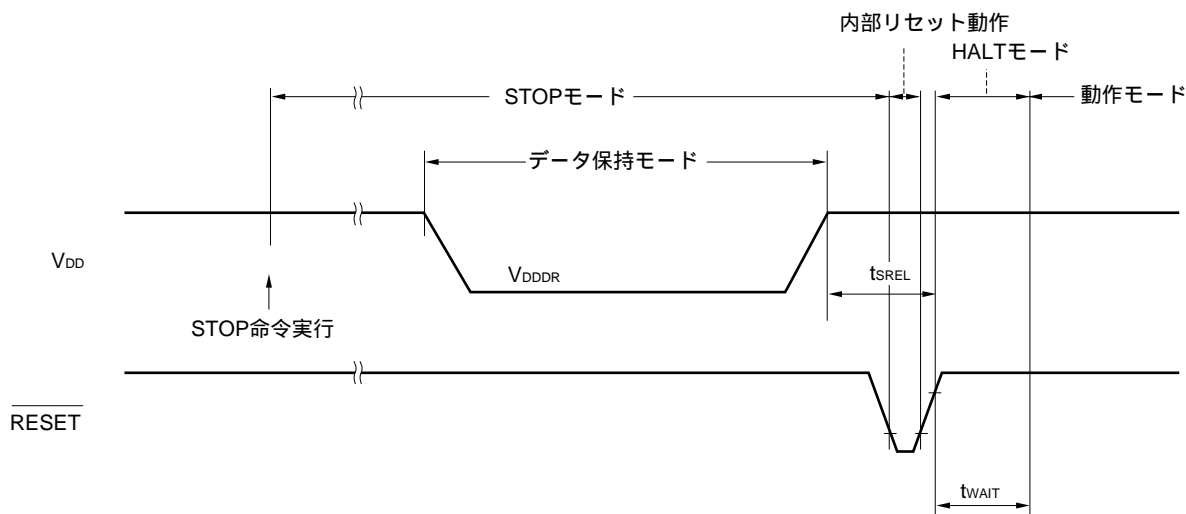 内部リセット動作
HALTモード
STOPモード
動作モード
データ保持モード
VDD
VDDDR
tSREL
STOP命令実行
RESET
tWAIT